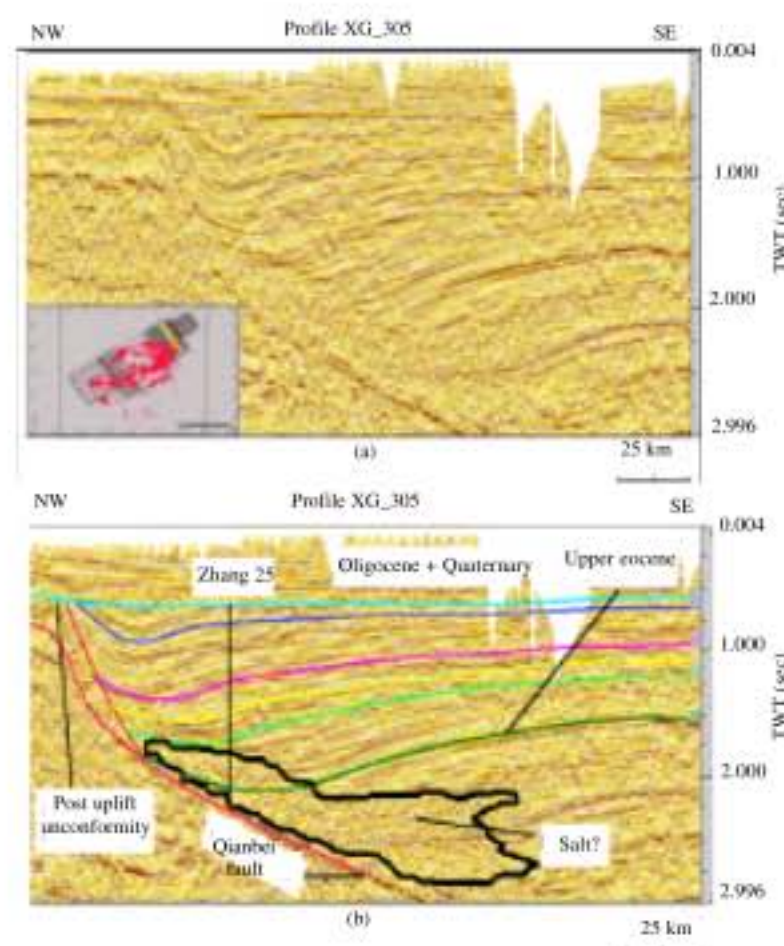 NW Profile XG_305 SE
0.004
1.000
TWT (sec)
2.000
2.996
(a)
25 km
NW Profile XG_305 SE
0.004
Zhang 25
Oligocene + Quaternary
Upper eocene
1.000
TWT (sec)
2.000
Post uplift
unconformity
Qianbei
fault
Salt?
2.996
(b)
25 km